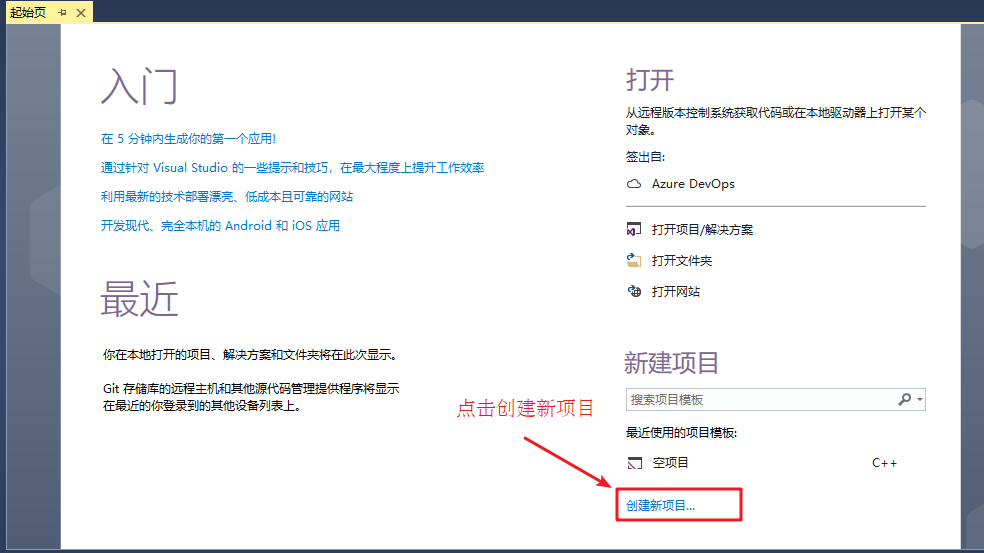 起始页
入门
在 5 分钟内生成你的第一个应用!
通过针对 Visual Studio 的一些提示和技巧，在最大程度上提升工作效率
利用最新的技术部署漂亮、低成本且可靠的网站
开发现代、完全本机的 Android 和 iOS 应用
最近
你在本地打开的项目、解决方案和文件夹将在此次显示。
Git 存储库的远程主机和其他源代码管理提供程序将显示
在最近的你登录到的其他设备列表上。
点击创建新项目
打开
从远程版本控制系统获取代码或在本地驱动器上打开某个
对象。
签出自:
Azure DevOps
打开项目/解决方案
打开文件夹
打开网站
新建项目
搜索项目模板
最近使用的项目模板:
空项目 C++
创建新项目...